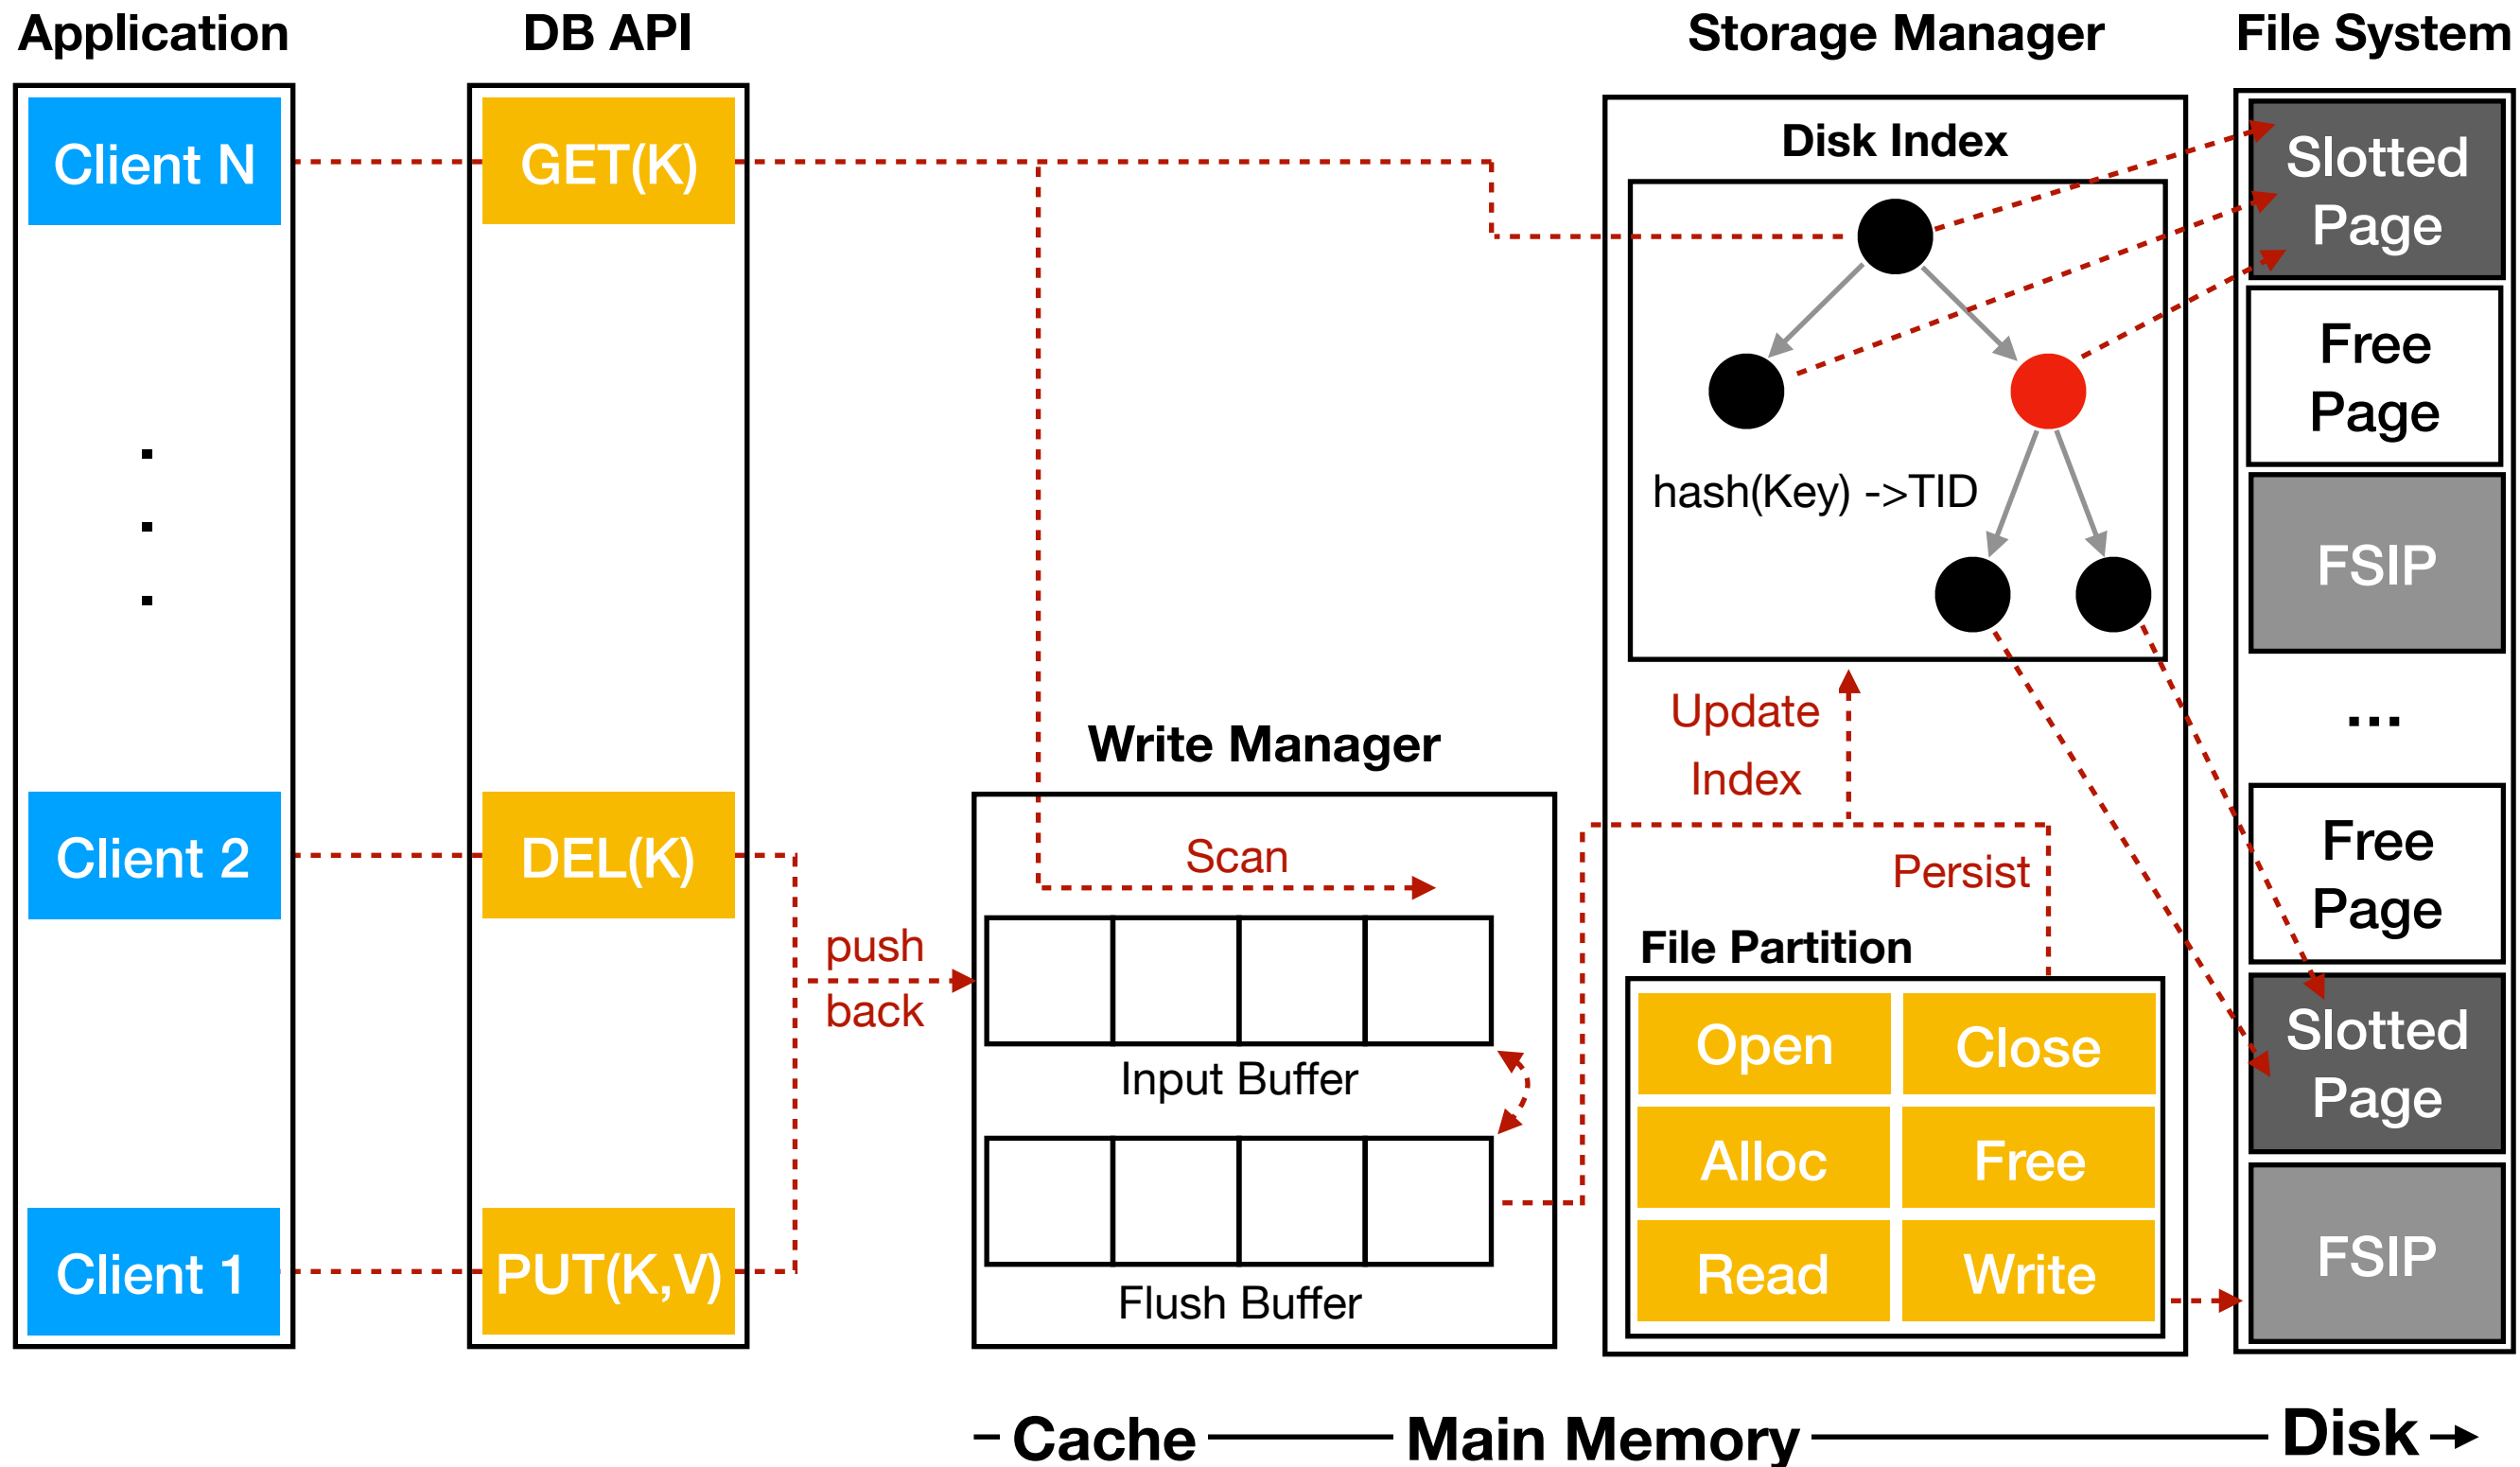 Application
DB API
Storage Manager
File System
Client N
GET(K)
Disk Index
Slotted
Page
Free
Page
hash(Key) ->TID
FSIP
...
Update
Index
Write Manager
Client 2
DEL(K)
Scan
Persist
Free
Page
push
back
File Partition
Input Buffer
Open
Close
Slotted
Page
Alloc
Free
Client 1
PUT(K,V)
Flush Buffer
Read
Write
FSIP
Cache
Main Memory
Disk